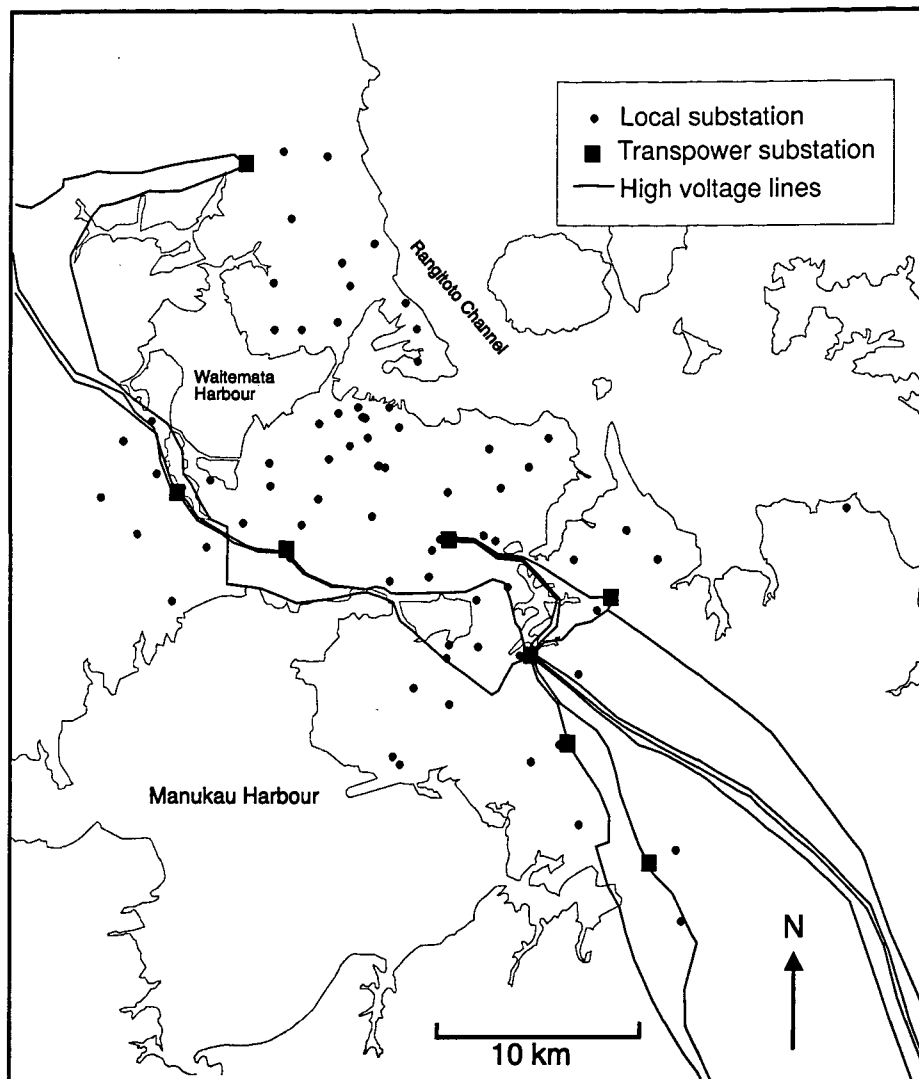 Local substation
Transpower substation
High voltage lines
Rangitoto Channel
Waitemata
Harbour
Manukau Harbour
N
10 km